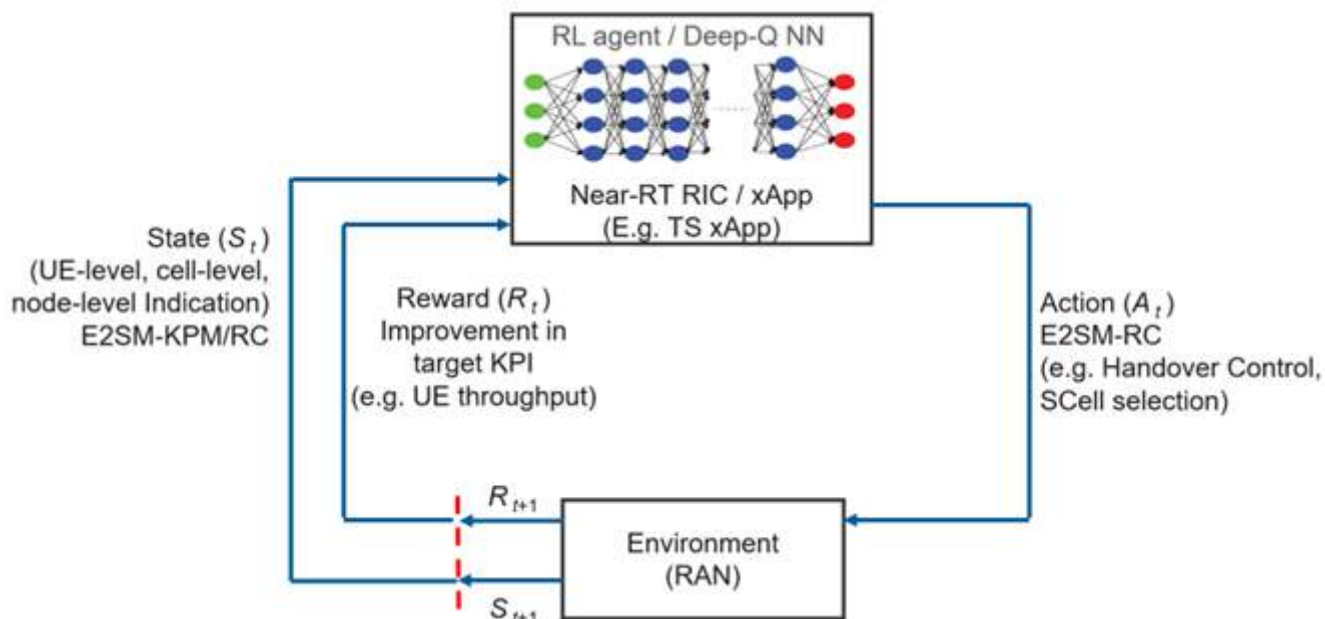 RL agent / Deep-Q NN
Near-RT RIC / xApp
(E.g. TS xApp)
State (S t)
(UE-level, cell-level,
node-level Indication)
E2SM-KPM/RC
Reward (R t)
Improvement in
target KPI
(e.g. UE throughput)
Action (A t)
E2SM-RC
(e.g. Handover Control,
SCell selection)
R t+1
Environment
(RAN)
S t+1